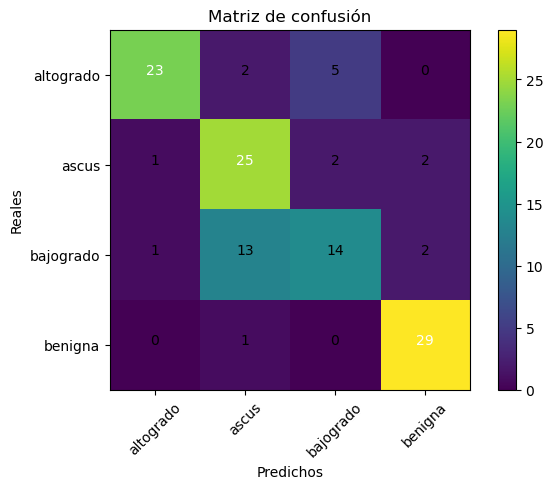 Matriz de confusión
Reales
altogrado 23 2 5 0
ascus 1 25 2 2
bajogrado 1 13 14 2
benigna 0 1 0 29
altogrado ascus bajogrado benigna
Predichos
25
20
15
10
5
0